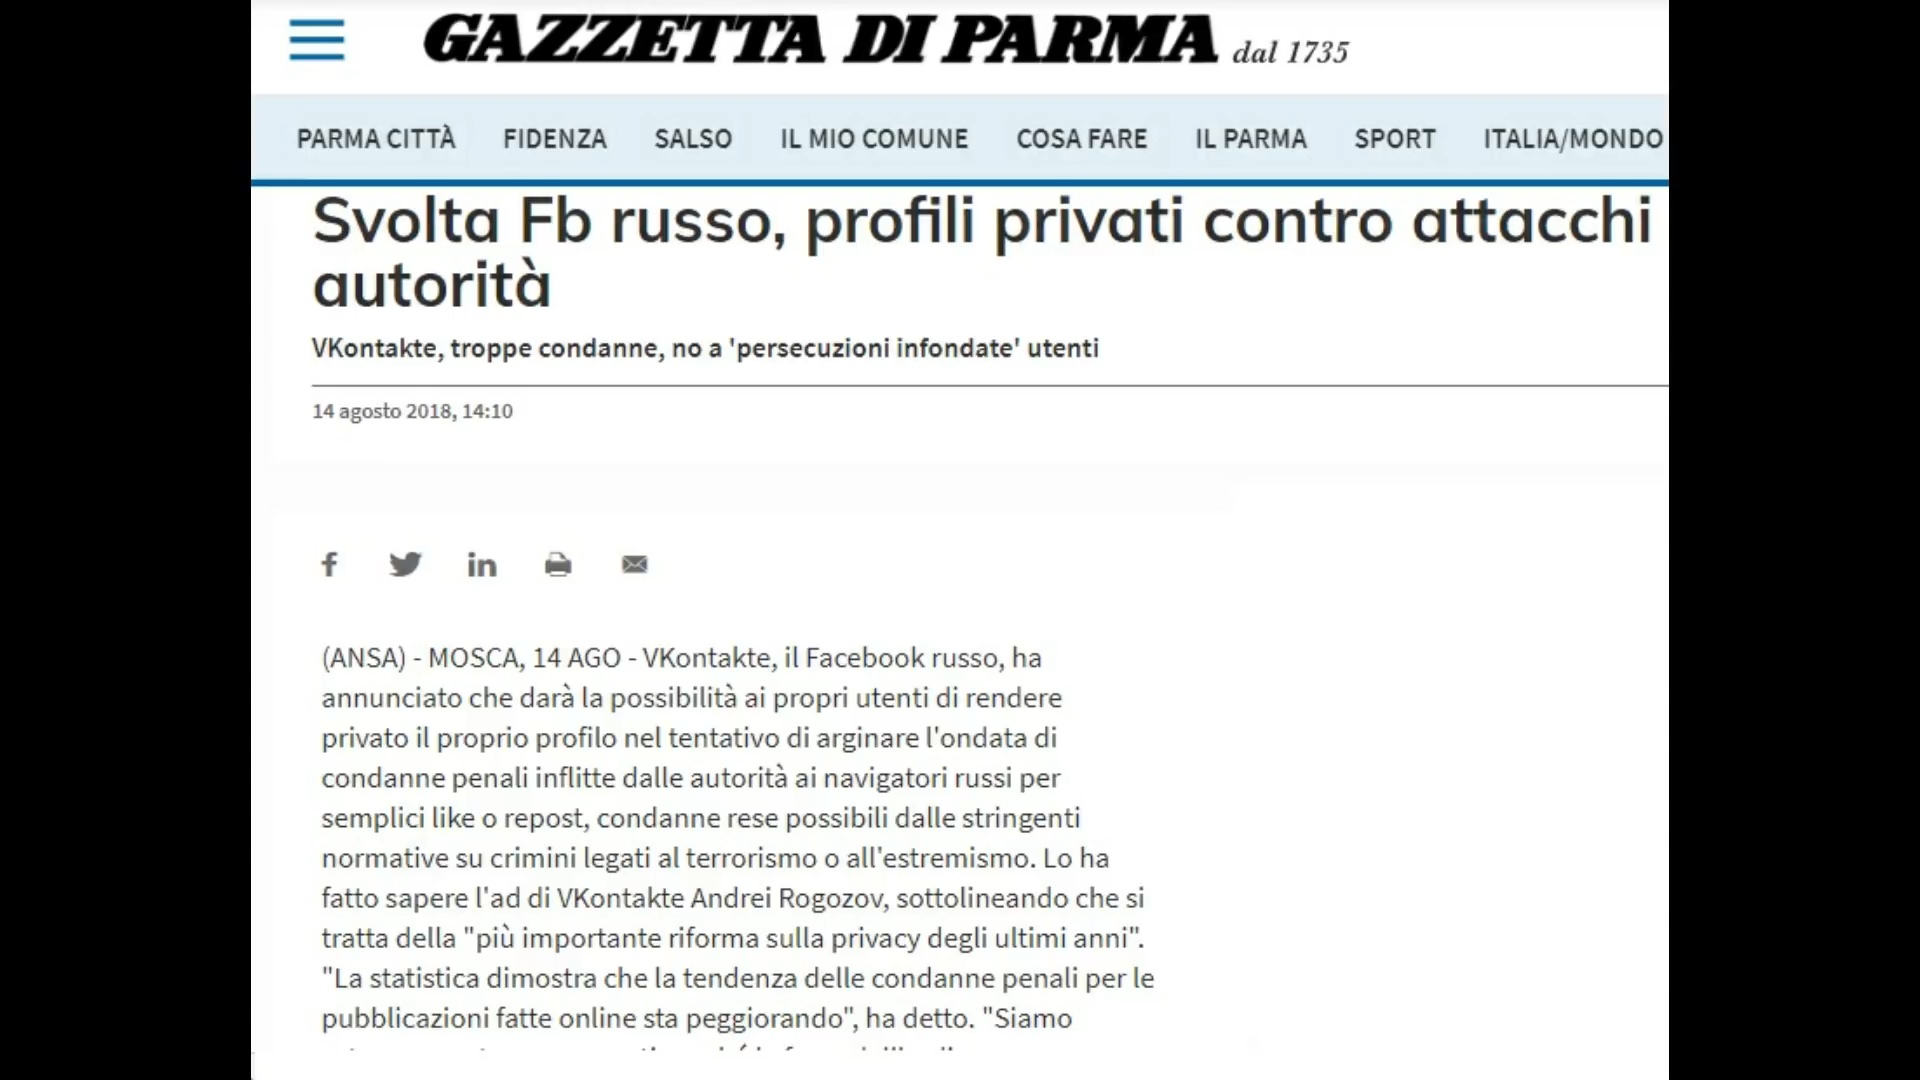 GAZZETTA DI PARMA dal 1735
PARMA CITTÀ FIDENZA SALSO IL MIO COMUNE COSA FARE IL PARMA SPORT ITALIA/MONDO
Svolta Fb russo, profili privati contro attacchi
autorità
VKontakte, troppe condanne, no a 'persecuzioni infondate' utenti
14 agosto 2018, 14:10
(ANSA) - MOSCA, 14 AGO - VKontakte, il Facebook russo, ha
annunciato che darà la possibilità ai propri utenti di rendere
privato il proprio profilo nel tentativo di arginare l'ondata di
condanne penali inflitte dalle autorità ai navigatori russi per
semplici like o repost, condanne rese possibili dalle stringenti
normative su crimini legati al terrorismo o all'estremismo. Lo ha
fatto sapere l'ad di VKontakte Andrei Rogozov, sottolineando che si
tratta della "più importante riforma sulla privacy degli ultimi anni".
"La statistica dimostra che la tendenza delle condanne penali per le
pubblicazioni fatte online sta peggiorando", ha detto. "Siamo